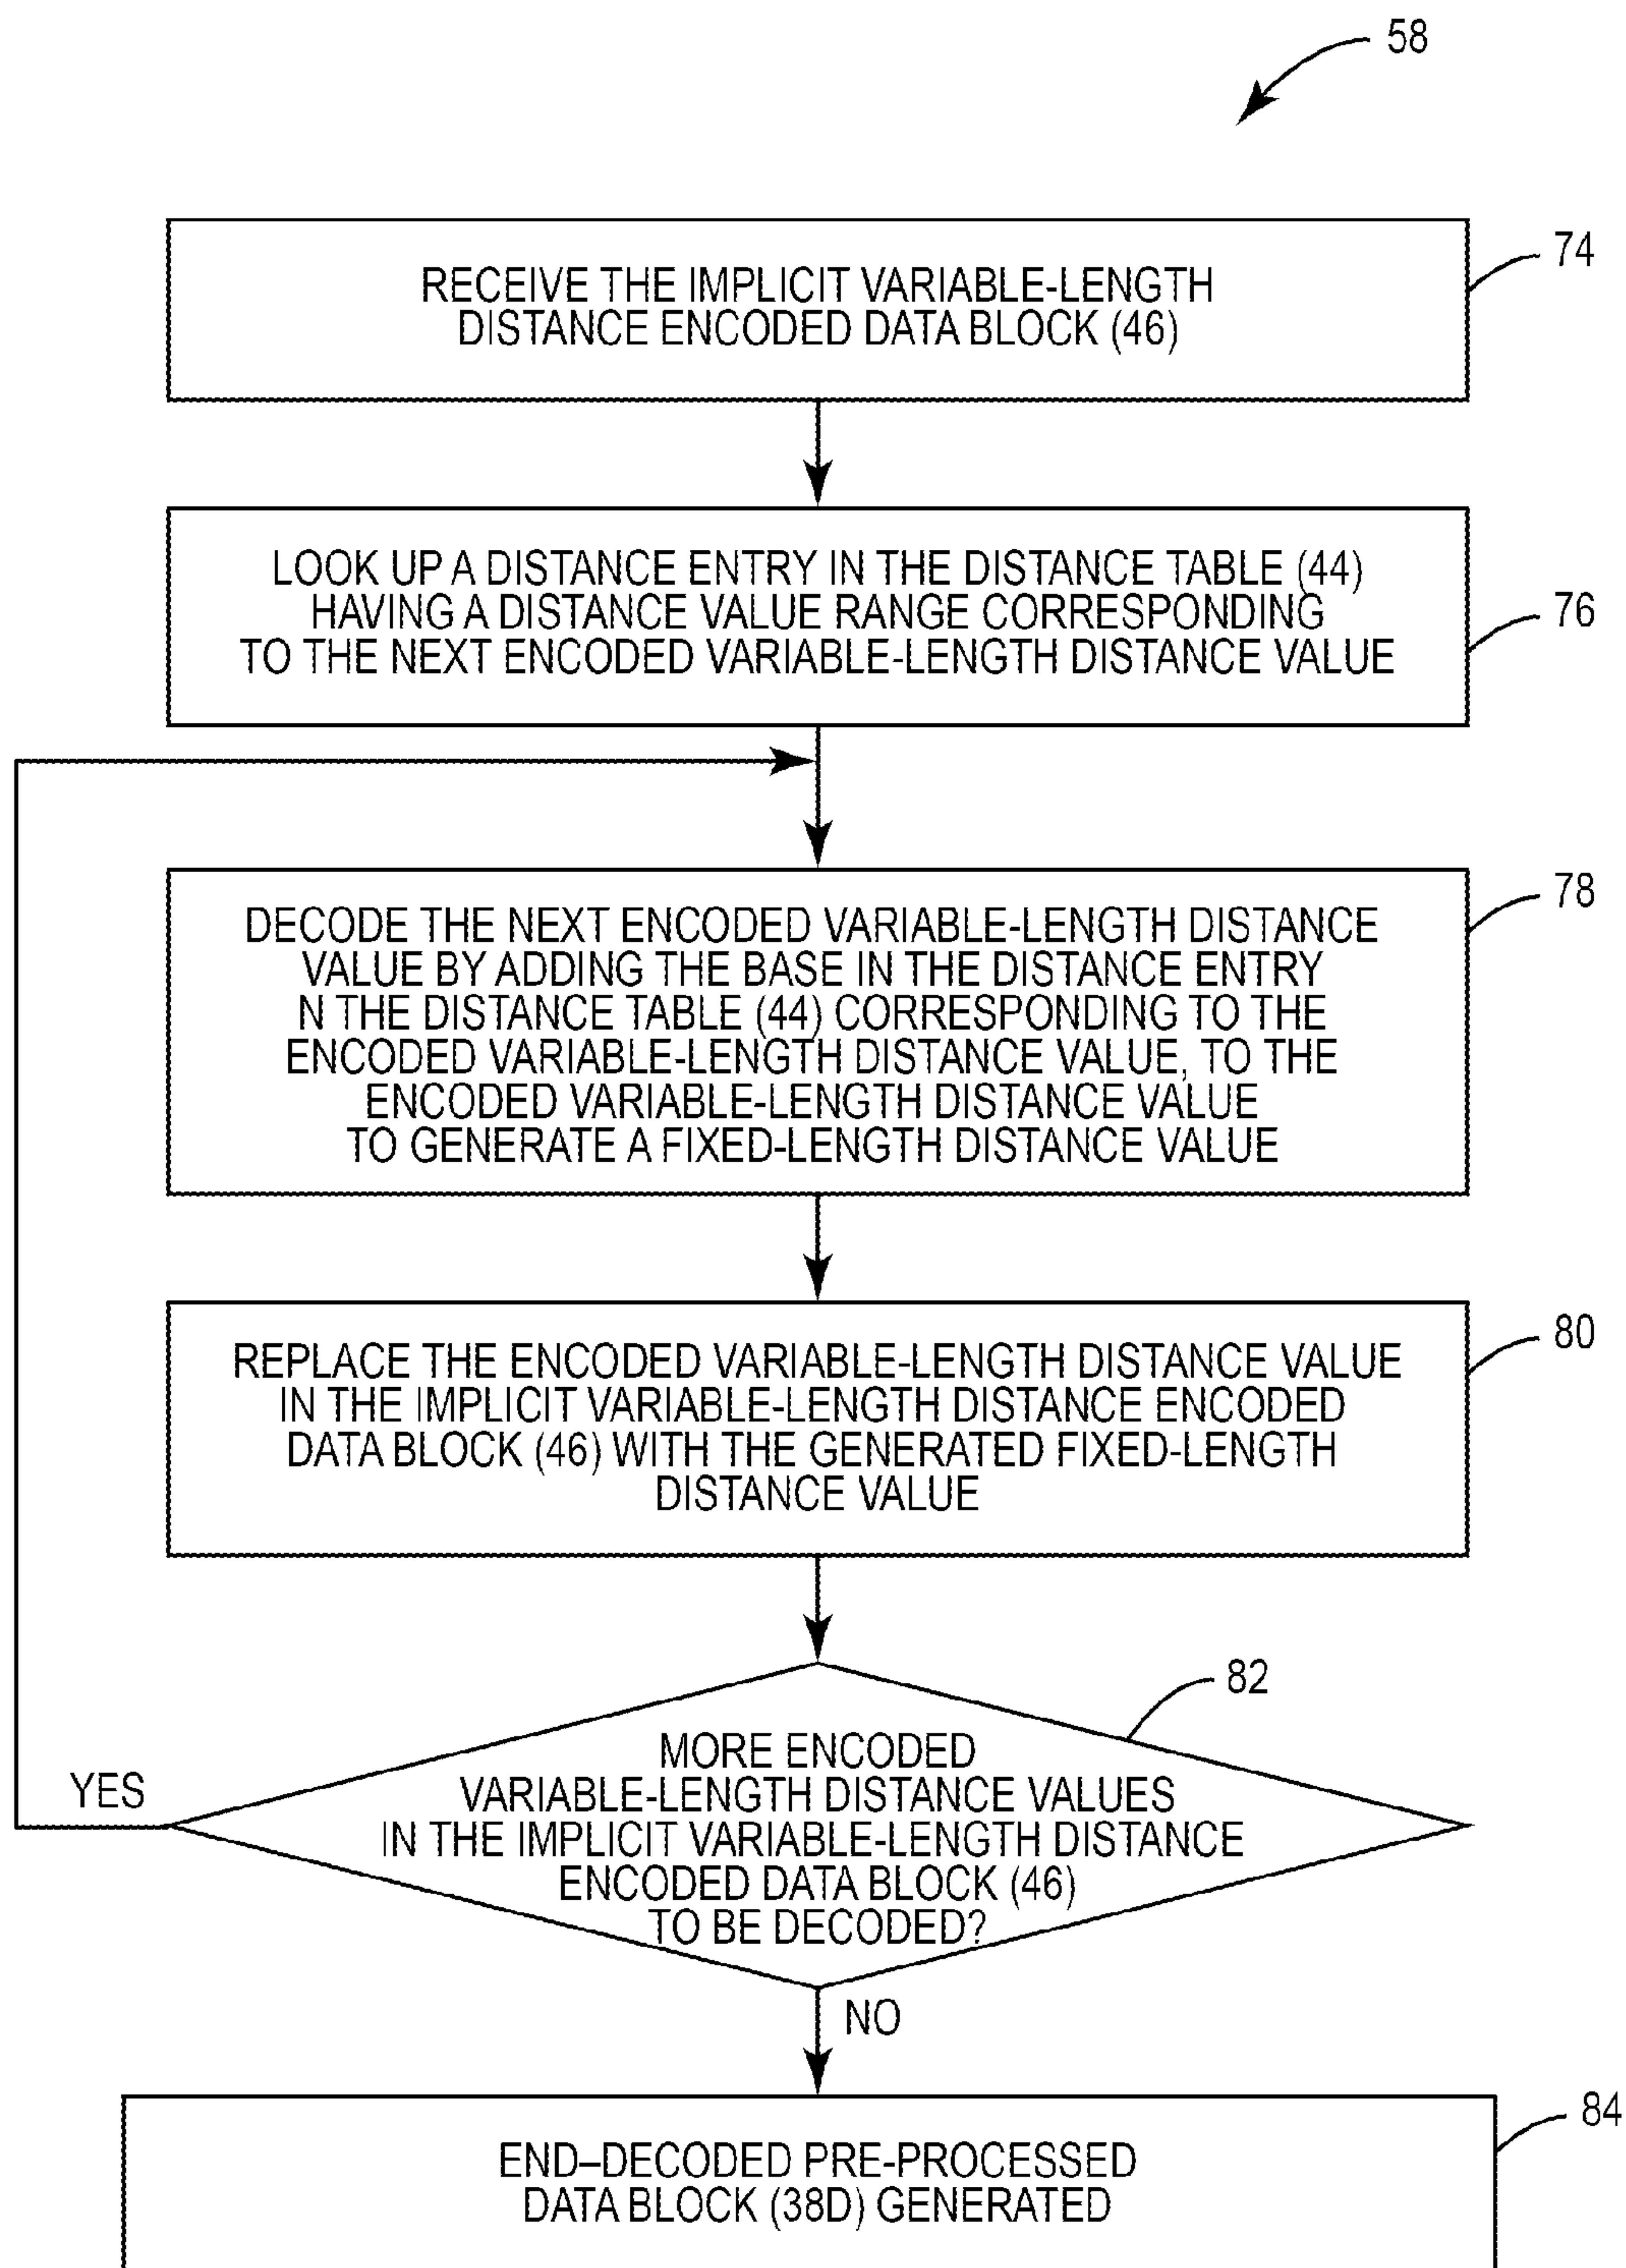 58
RECEIVE THE IMPLICIT VARIABLE-LENGTH
DISTANCE ENCODED DATA BLOCK (46)
74
LOOK UP A DISTANCE ENTRY IN THE DISTANCE TABLE (44)
HAVING A DISTANCE VALUE RANGE CORRESPONDING
TO THE NEXT ENCODED VARIABLE-LENGTH DISTANCE VALUE
76
DECODE THE NEXT ENCODED VARIABLE-LENGTH DISTANCE
VALUE BY ADDING THE BASE IN THE DISTANCE ENTRY
N THE DISTANCE TABLE (44) CORRESPONDING TO THE
ENCODED VARIABLE-LENGTH DISTANCE VALUE, TO THE
ENCODED VARIABLE-LENGTH DISTANCE VALUE
TO GENERATE A FIXED-LENGTH DISTANCE VALUE
78
REPLACE THE ENCODED VARIABLE-LENGTH DISTANCE VALUE
IN THE IMPLICIT VARIABLE-LENGTH DISTANCE ENCODED
DATA BLOCK (46) WITH THE GENERATED FIXED-LENGTH
DISTANCE VALUE
80
MORE ENCODED
VARIABLE-LENGTH DISTANCE VALUES
IN THE IMPLICIT VARIABLE-LENGTH DISTANCE
ENCODED DATA BLOCK (46)
TO BE DECODED?
82
YES
NO
END–DECODED PRE-PROCESSED
DATA BLOCK (38D) GENERATED
84